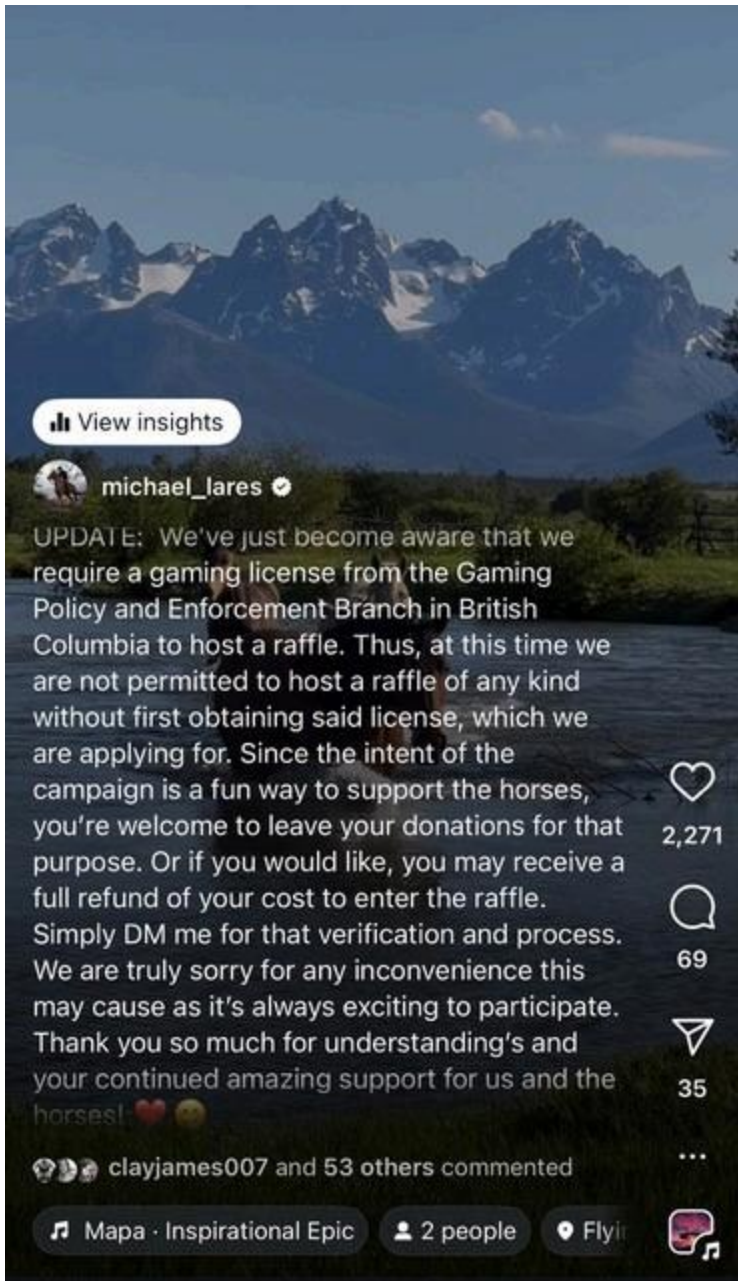 View insights
michael_lares
UPDATE: We've just become aware that we
require a gaming license from the Gaming
Policy and Enforcement Branch in British
Columbia to host a raffle. Thus, at this time we
are not permitted to host a raffle of any kind
without first obtaining said license, which we
are applying for. Since the intent of the
campaign is a fun way to support the horses,
you're welcome to leave your donations for that
purpose. Or if you would like, you may receive a
full refund of your cost to enter the raffle.
Simply DM me for that verification and process.
We are truly sorry for any inconvenience this
may cause as it's always exciting to participate.
Thank you so much for understanding's and
your continued amazing support for us and the
horses! ❤️ 😊
2,271
69
35
clayjames007 and 53 others commented
Mapa · Inspirational Epic
2 people
Flyi